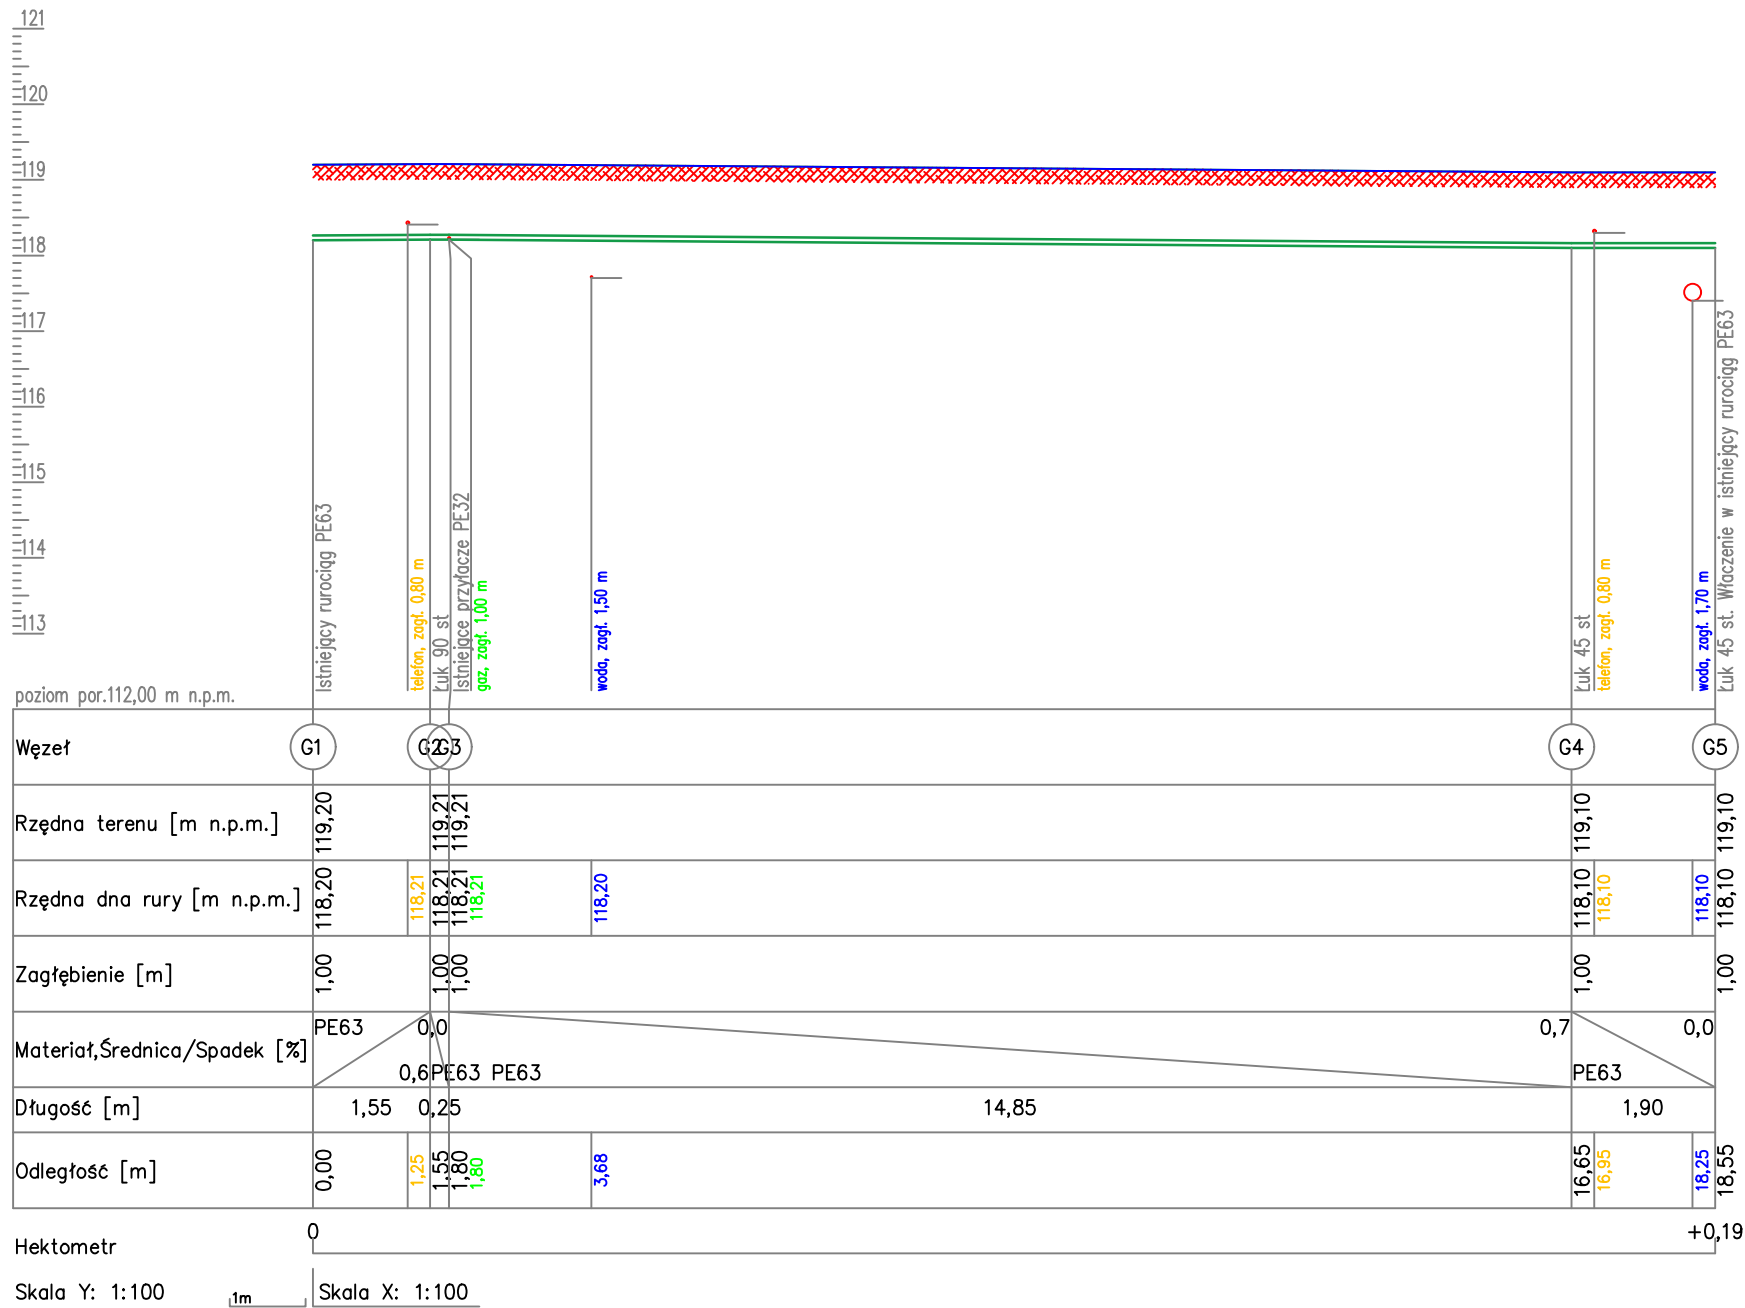 121
120
119
118
117
116
115
114
113
poziom por.112,00 m n.p.m.
Istniejący rurociąg PE63
telefon, zagł. 0,80 m
Łuk 90 st
Istniejące przyłącze PE32
gaz, zagł. 1,00 m
woda, zagł. 1,50 m
Łuk 45 st
telefon, zagł. 0,80 m
woda, zagł. 1,70 m
Łuk 45 st. Włączenie w istniejący rurociąg PE63
Węzeł G1 G2 G3 G4 G5
Rzędna terenu [m n.p.m.] 119,20 119,21 119,21 119,10 119,10
Rzędna dna rury [m n.p.m.] 118,20 118,21 118,21 118,21 118,21 118,20 118,10 118,10 118,10 118,10
Zagłębienie [m] 1,00 1,00 1,00 1,00 1,00
PE63 0,0 0,7 0,0
Materiał,Średnica/Spadek [%]
0,6 PE63 PE63 PE63
Długość [m] 1,55 0,25 14,85 1,90
Odległość [m] 0,00 1,25 1,55 1,80 1,80 3,68 16,65 16,95 18,25 18,55
0 +0,19
Hektometr
Skala Y: 1:100 1m Skala X: 1:100